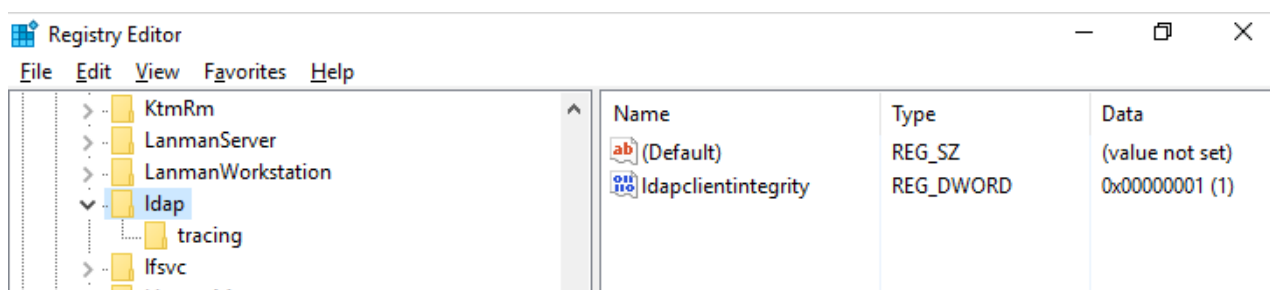 Registry Editor
File Edit View Favorites Help
KtmRm
LanmanServer
LanmanWorkstation
ldap
tracing
lfsvc
Name Type Data
(Default) REG_SZ (value not set)
ldapclientintegrity REG_DWORD 0x00000001 (1)